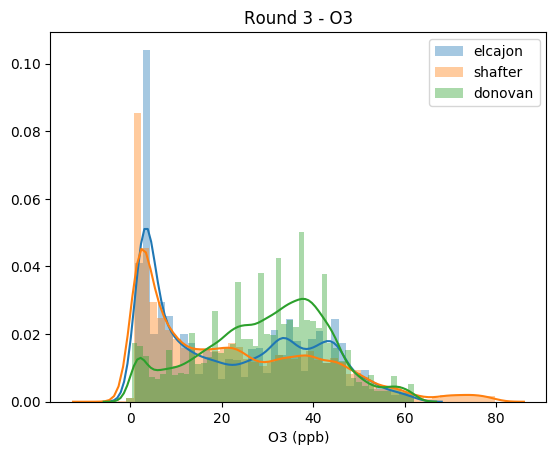 Round 3 - O3
elcajon
shafter
donovan
0.10
0.08
0.06
0.04
0.02
0.00
0 20 40 60 80
O3 (ppb)